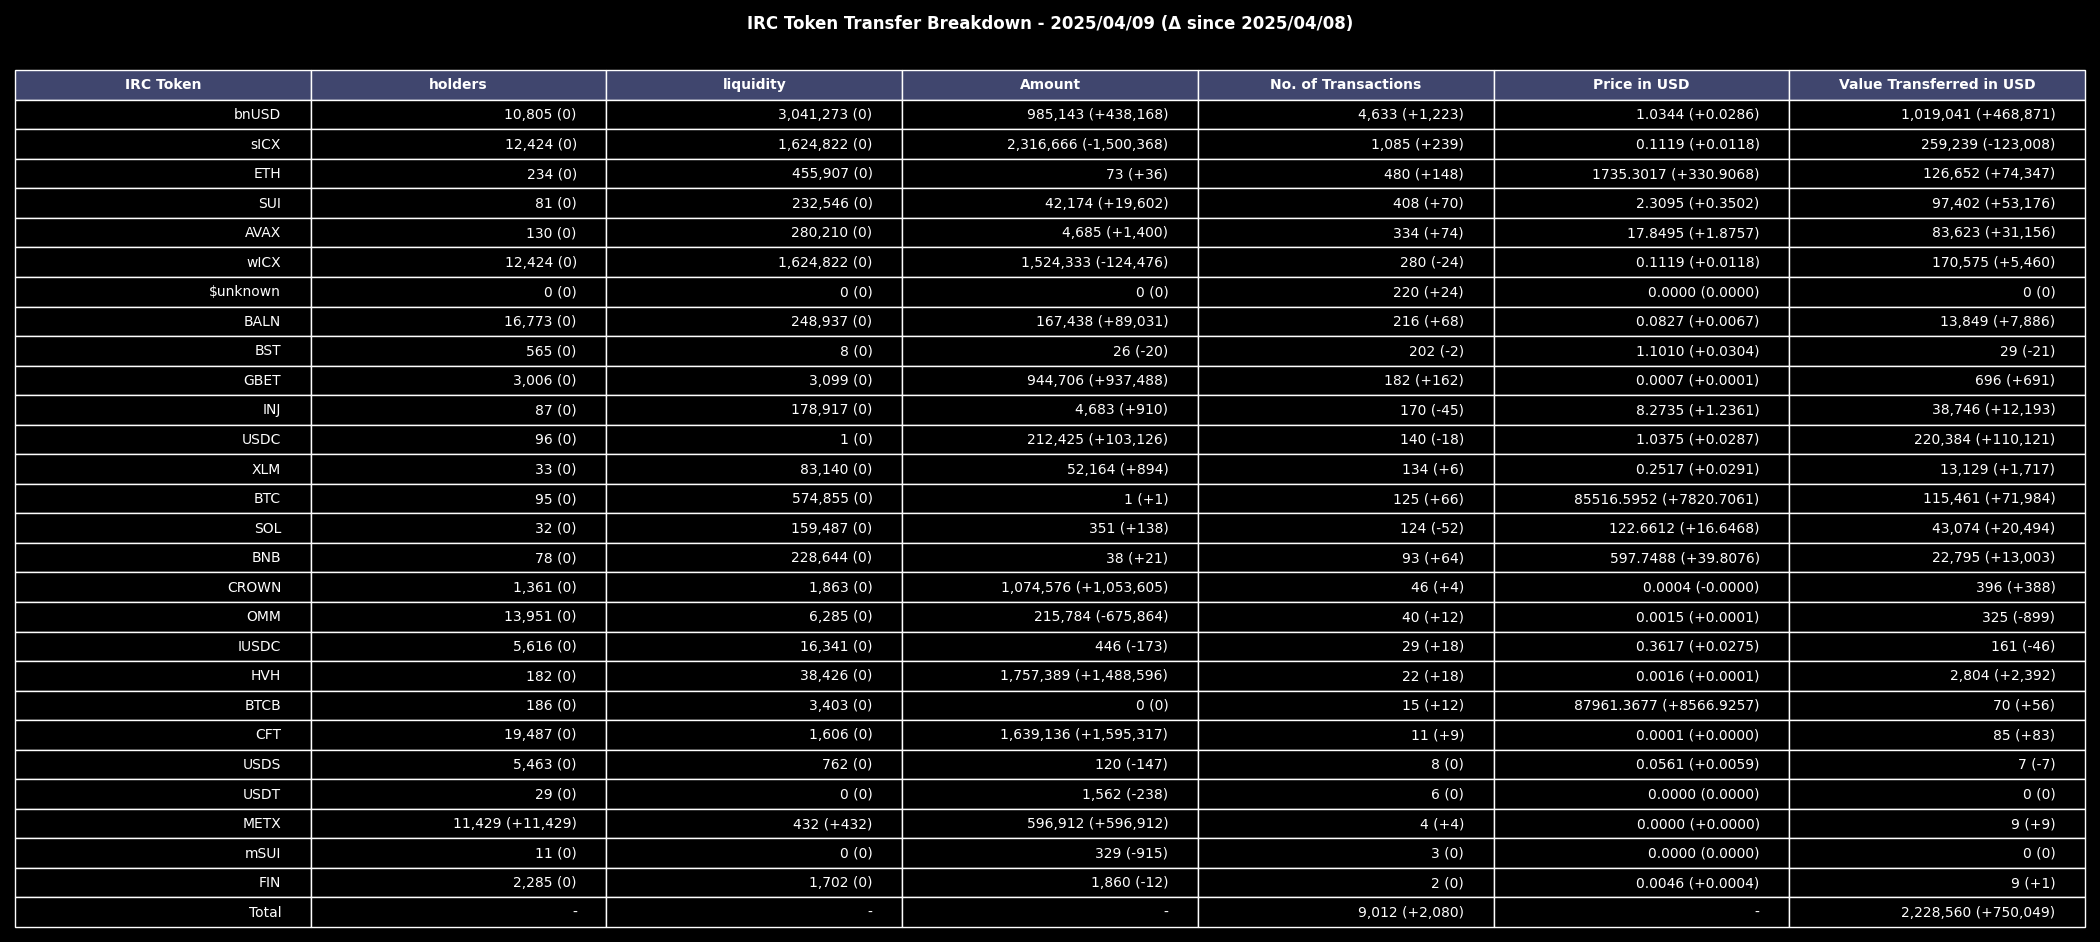 IRC Token Transfer Breakdown - 2025/04/09 (Δ since 2025/04/08)
IRC Token holders liquidity Amount No. of Transactions Price in USD Value Transferred in USD
bnUSD 10,805 (0) 3,041,273 (0) 985,143 (+438,168) 4,633 (+1,223) 1.0344 (+0.0286) 1,019,041 (+468,871)
sICX 12,424 (0) 1,624,822 (0) 2,316,666 (-1,500,368) 1,085 (+239) 0.1119 (+0.0118) 259,239 (-123,008)
ETH 234 (0) 455,907 (0) 73 (+36) 480 (+148) 1735.3017 (+330.9068) 126,652 (+74,347)
SUI 81 (0) 232,546 (0) 42,174 (+19,602) 408 (+70) 2.3095 (+0.3502) 97,402 (+53,176)
AVAX 130 (0) 280,210 (0) 4,685 (+1,400) 334 (+74) 17.8495 (+1.8757) 83,623 (+31,156)
wICX 12,424 (0) 1,624,822 (0) 1,524,333 (-124,476) 280 (-24) 0.1119 (+0.0118) 170,575 (+5,460)
$unknown 0 (0) 0 (0) 0 (0) 220 (+24) 0.0000 (0.0000) 0 (0)
BALN 16,773 (0) 248,937 (0) 167,438 (+89,031) 216 (+68) 0.0827 (+0.0067) 13,849 (+7,886)
BST 565 (0) 8 (0) 26 (-20) 202 (-2) 1.1010 (+0.0304) 29 (-21)
GBET 3,006 (0) 3,099 (0) 944,706 (+937,488) 182 (+162) 0.0007 (+0.0001) 696 (+691)
INJ 87 (0) 178,917 (0) 4,683 (+910) 170 (-45) 8.2735 (+1.2361) 38,746 (+12,193)
USDC 96 (0) 1 (0) 212,425 (+103,126) 140 (-18) 1.0375 (+0.0287) 220,384 (+110,121)
XLM 33 (0) 83,140 (0) 52,164 (+894) 134 (+6) 0.2517 (+0.0291) 13,129 (+1,717)
BTC 95 (0) 574,855 (0) 1 (+1) 125 (+66) 85516.5952 (+7820.7061) 115,461 (+71,984)
SOL 32 (0) 159,487 (0) 351 (+138) 124 (-52) 122.6612 (+16.6468) 43,074 (+20,494)
BNB 78 (0) 228,644 (0) 38 (+21) 93 (+64) 597.7488 (+39.8076) 22,795 (+13,003)
CROWN 1,361 (0) 1,863 (0) 1,074,576 (+1,053,605) 46 (+4) 0.0004 (-0.0000) 396 (+388)
OMM 13,951 (0) 6,285 (0) 215,784 (-675,864) 40 (+12) 0.0015 (+0.0001) 325 (-899)
IUSDC 5,616 (0) 16,341 (0) 446 (-173) 29 (+18) 0.3617 (+0.0275) 161 (-46)
HVH 182 (0) 38,426 (0) 1,757,389 (+1,488,596) 22 (+18) 0.0016 (+0.0001) 2,804 (+2,392)
BTCB 186 (0) 3,403 (0) 0 (0) 15 (+12) 87961.3677 (+8566.9257) 70 (+56)
CFT 19,487 (0) 1,606 (0) 1,639,136 (+1,595,317) 11 (+9) 0.0001 (+0.0000) 85 (+83)
USDS 5,463 (0) 762 (0) 120 (-147) 8 (0) 0.0561 (+0.0059) 7 (-7)
USDT 29 (0) 0 (0) 1,562 (-238) 6 (0) 0.0000 (0.0000) 0 (0)
METX 11,429 (+11,429) 432 (+432) 596,912 (+596,912) 4 (+4) 0.0000 (+0.0000) 9 (+9)
mSUI 11 (0) 0 (0) 329 (-915) 3 (0) 0.0000 (0.0000) 0 (0)
FIN 2,285 (0) 1,702 (0) 1,860 (-12) 2 (0) 0.0046 (+0.0004) 9 (+1)
Total - - - 9,012 (+2,080) - 2,228,560 (+750,049)